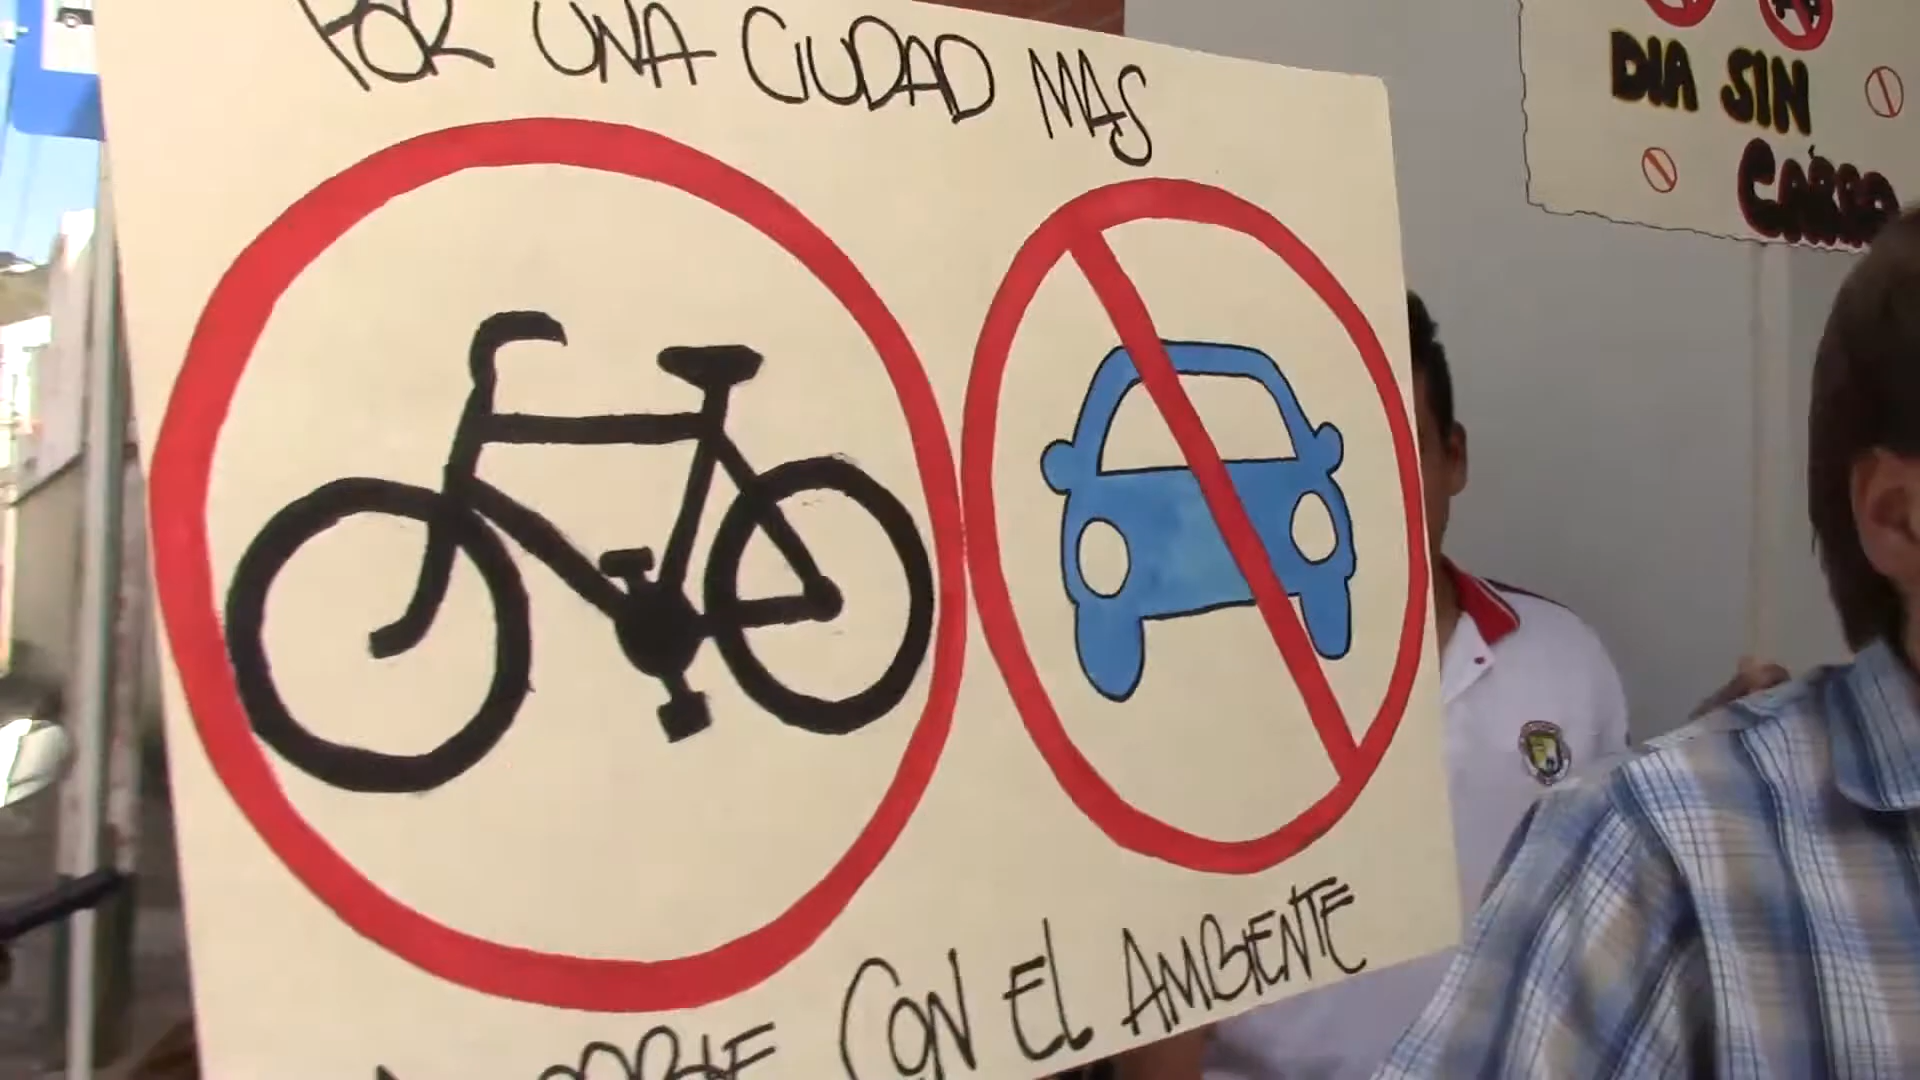 POR UNA CIUDAD MAS
CON EL AMBIENTE
DIA SIN
CARRO